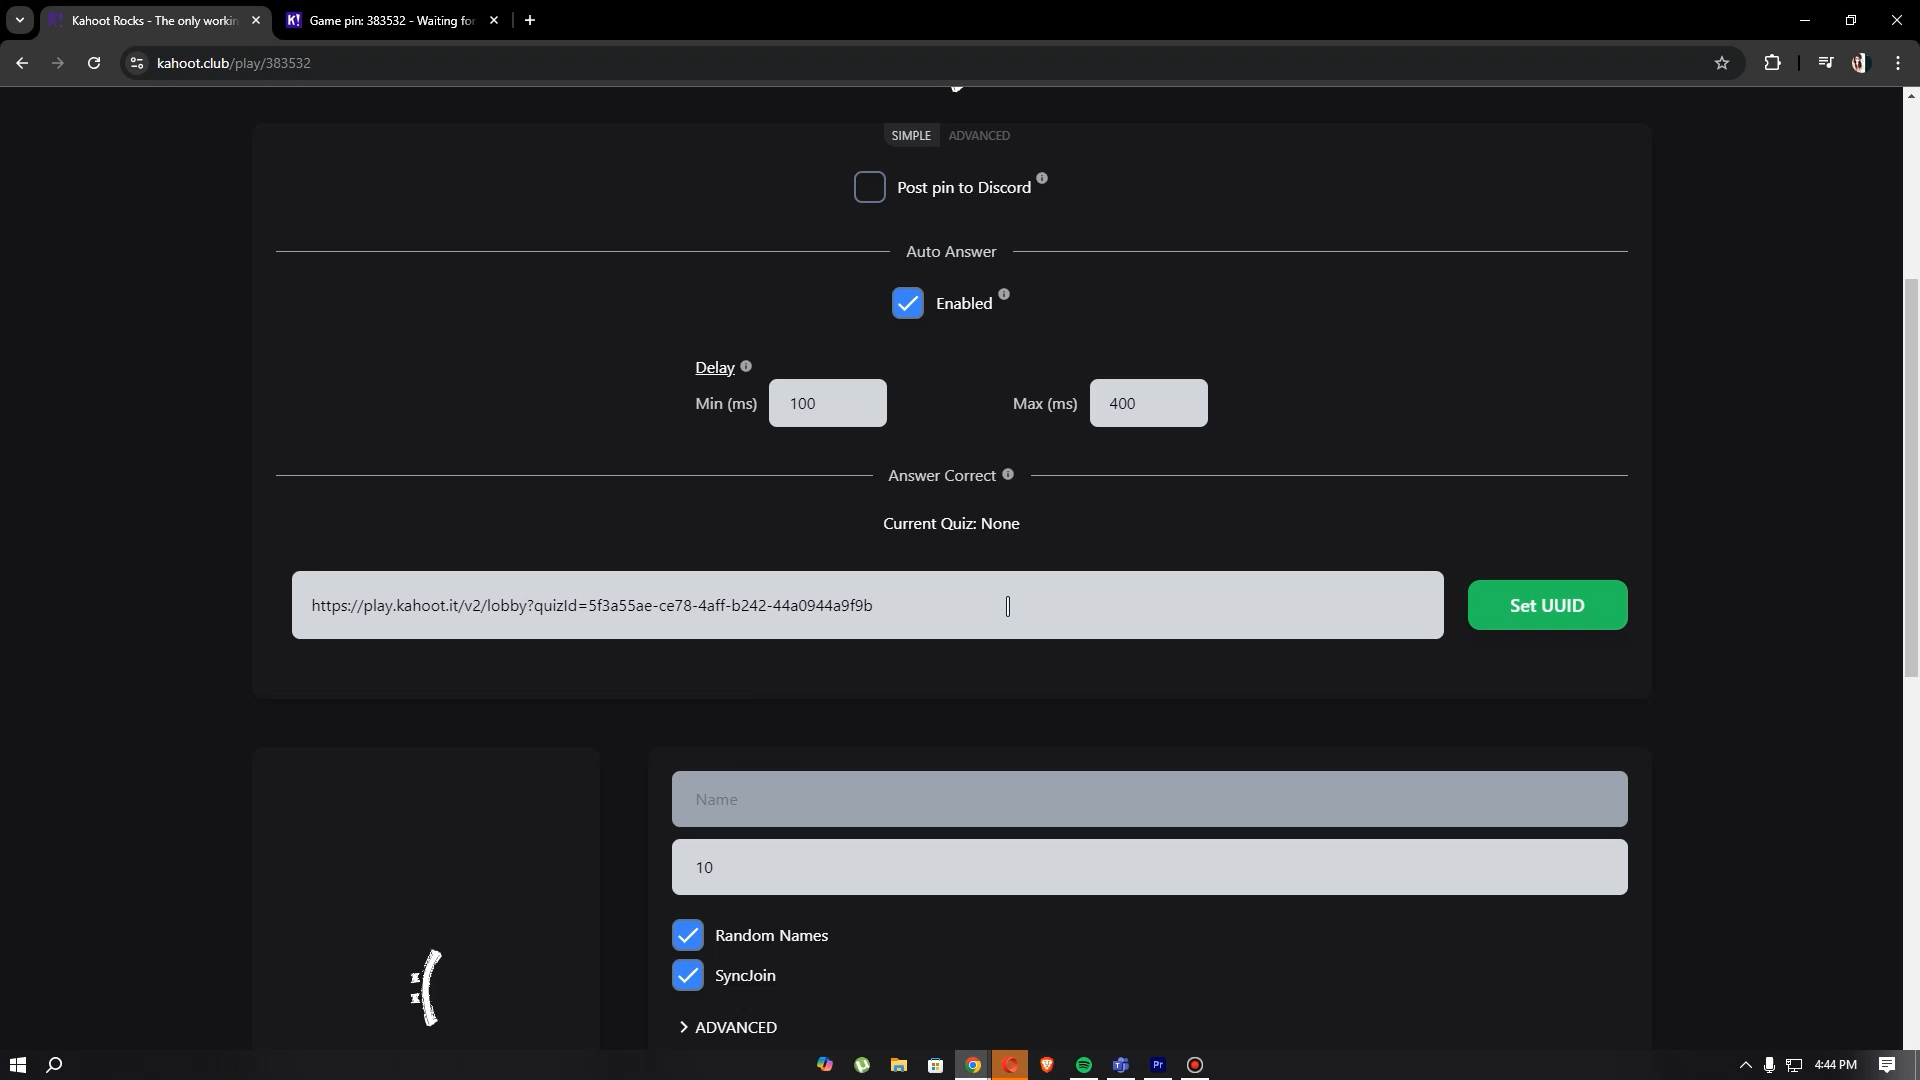 Kahoot Rocks - The only workin
Game pin: 383532 - Waiting for
kahoot.club/play/383532
SIMPLE ADVANCED
Post pin to Discord
Auto Answer
Enabled
Delay
Min (ms) 100 Max (ms) 400
Answer Correct
Current Quiz: None
https://play.kahoot.it/v2/lobby?quizId=5f3a55ae-ce78-4aff-b242-44a0944a9f9b Set UUID
Name
10
Random Names
SyncJoin
ADVANCED
4:44 PM